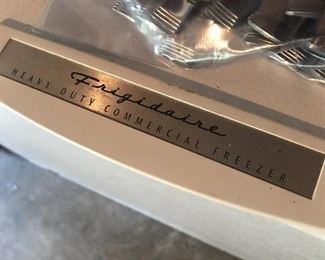 Frigidaire
HEAVY DUTY COMMERCIAL FREEZER